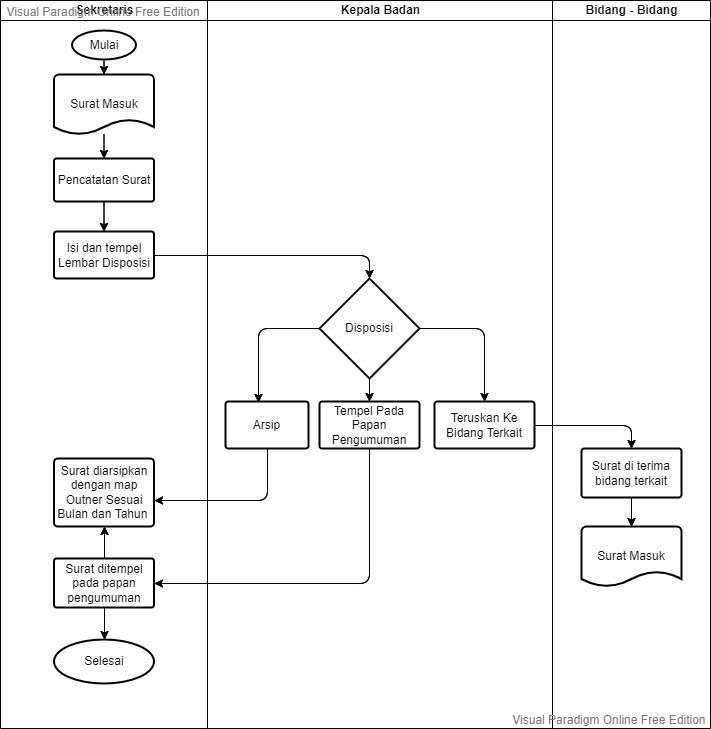 Visual Paradigm Online Free Edition
Sekretaris
Kepala Badan
Bidang - Bidang
Mulai
Surat Masuk
Pencatatan Surat
Isi dan tempel
Lembar Disposisi
Disposisi
Arsip
Tempel Pada
Papan
Pengumuman
Teruskan Ke
Bidang Terkait
Surat di terima
bidang terkait
Surat Masuk
Surat diarsipkan
dengan map
Outner Sesuai
Bulan dan Tahun
Surat ditempel
pada papan
pengumuman
Selesai
Visual Paradigm Online Free Edition